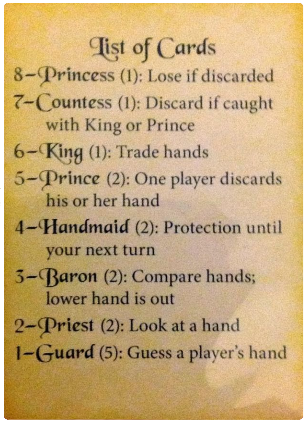 List of Cards
8–Princess (1): Lose if discarded
7–Countess (1): Discard if caught
with King or Prince
6–King (1): Trade hands
5–Prince (2): One player discards
his or her hand
4–Handmaid (2): Protection until
your next turn
3–Baron (2): Compare hands;
lower hand is out
2–Priest (2): Look at a hand
1–Guard (5): Guess a player's hand